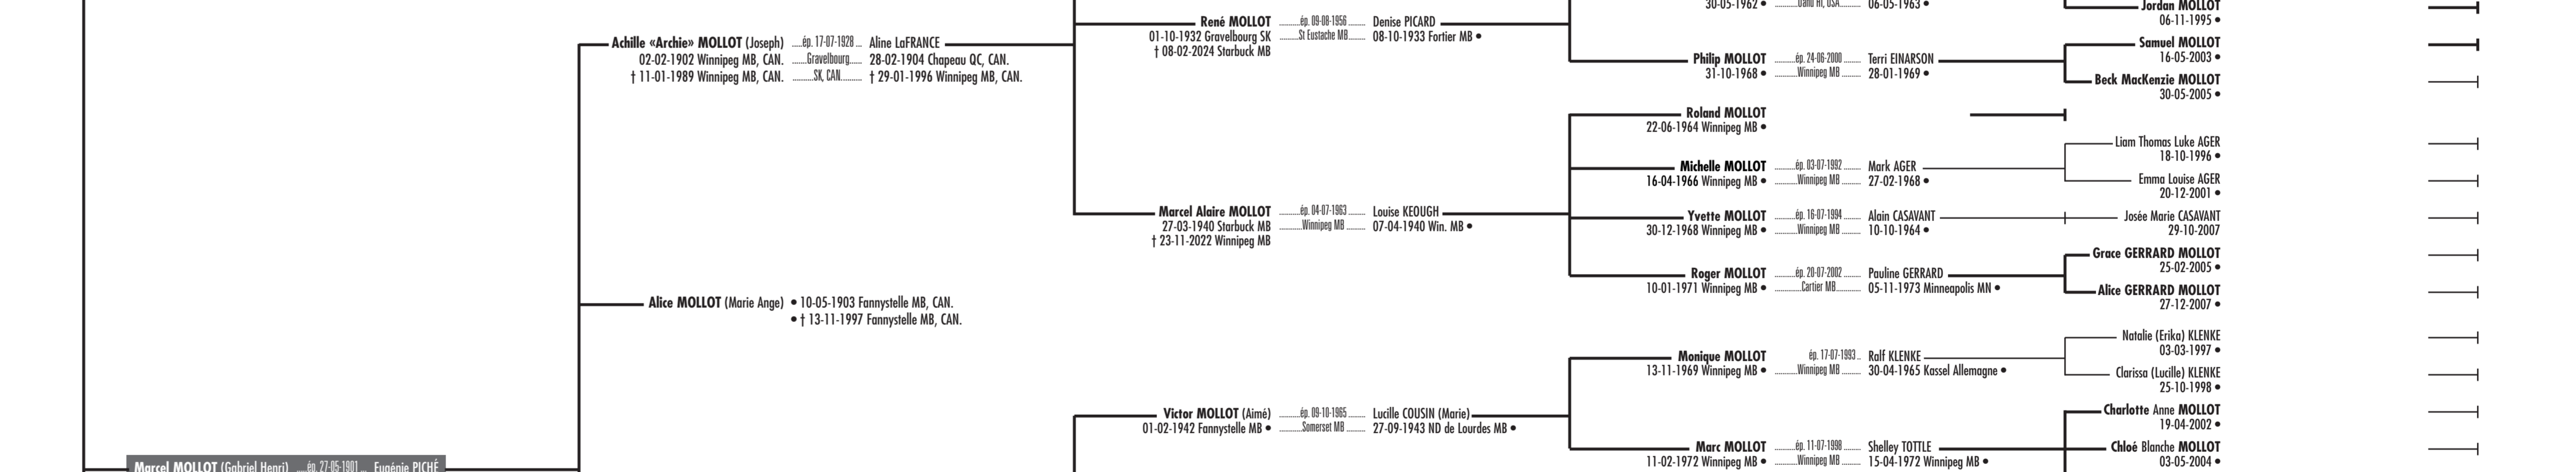 Achille «Archie» MOLLOT (Joseph) .....ép. 17-07-1928 ... Aline LaFRANCE
02-02-1902 Winnipeg MB, CAN. .......Gravelbourg...... 28-02-1904 Chapeau QC, CAN.
† 11-01-1989 Winnipeg MB, CAN. ..........SK, CAN.......... † 29-01-1996 Winnipeg MB, CAN.
Alice MOLLOT (Marie Ange) • 10-05-1903 Fannystelle MB, CAN.
• † 13-11-1997 Fannystelle MB, CAN.
Marcel MOLLOT (Gabriel Henri) .....ép. 27-05-1901 ... Eugénie PICHÉ
René MOLLOT ..........ép. 09-08-1956 ........ Denise PICARD
01-10-1932 Gravelbourg SK ..........St Eustache MB.......... 08-10-1933 Fortier MB •
† 08-02-2024 Starbuck MB
Marcel Alaire MOLLOT ..........ép. 04-07-1963 ........ Louise KEOUGH
27-03-1940 Starbuck MB ...........Winnipeg MB ......... 07-04-1940 Win. MB •
† 23-11-2022 Winnipeg MB
Victor MOLLOT (Aimé) ..........ép. 09-10-1965 ........ Lucille COUSIN (Marie)
01-02-1942 Fannystelle MB • ...........Somerset MB ......... 27-09-1943 ND de Lourdes MB •
30-05-1962 • 06-05-1963 •
Philip MOLLOT ..........ép. 24-06-2000 ........ Terri EINARSON
31-10-1968 • ...........Winnipeg MB ......... 28-01-1969 •
Roland MOLLOT
22-06-1964 Winnipeg MB •
Michelle MOLLOT ..........ép. 03-07-1992 ........ Mark AGER
16-04-1966 Winnipeg MB • ...........Winnipeg MB ......... 27-02-1968 •
Yvette MOLLOT ..........ép. 16-07-1994 ........ Alain CASAVANT
30-12-1968 Winnipeg MB • ...........Winnipeg MB ......... 10-10-1964 •
Roger MOLLOT ..........ép. 20-07-2002 ........ Pauline GERRARD
10-01-1971 Winnipeg MB • .............Cartier MB............ 05-11-1973 Minneapolis MN •
Monique MOLLOT ép. 17-07-1993 .. Ralf KLENKE
13-11-1969 Winnipeg MB • ...........Winnipeg MB ......... 30-04-1965 Kassel Allemagne •
Marc MOLLOT ..........ép. 11-07-1998 ........ Shelley TOTTLE
11-02-1972 Winnipeg MB • ...........Winnipeg MB ......... 15-04-1972 Winnipeg MB •
Jordan MOLLOT
06-11-1995 •
Samuel MOLLOT
16-05-2003 •
Beck MacKenzie MOLLOT
30-05-2005 •
Liam Thomas Luke AGER
18-10-1996 •
Emma Louise AGER
20-12-2001 •
Josée Marie CASAVANT
29-10-2007
Grace GERRARD MOLLOT
25-02-2005 •
Alice GERRARD MOLLOT
27-12-2007 •
Natalie (Erika) KLENKE
03-03-1997 •
Clarissa (Lucille) KLENKE
25-10-1998 •
Charlotte Anne MOLLOT
19-04-2002 •
Chloé Blanche MOLLOT
03-05-2004 •